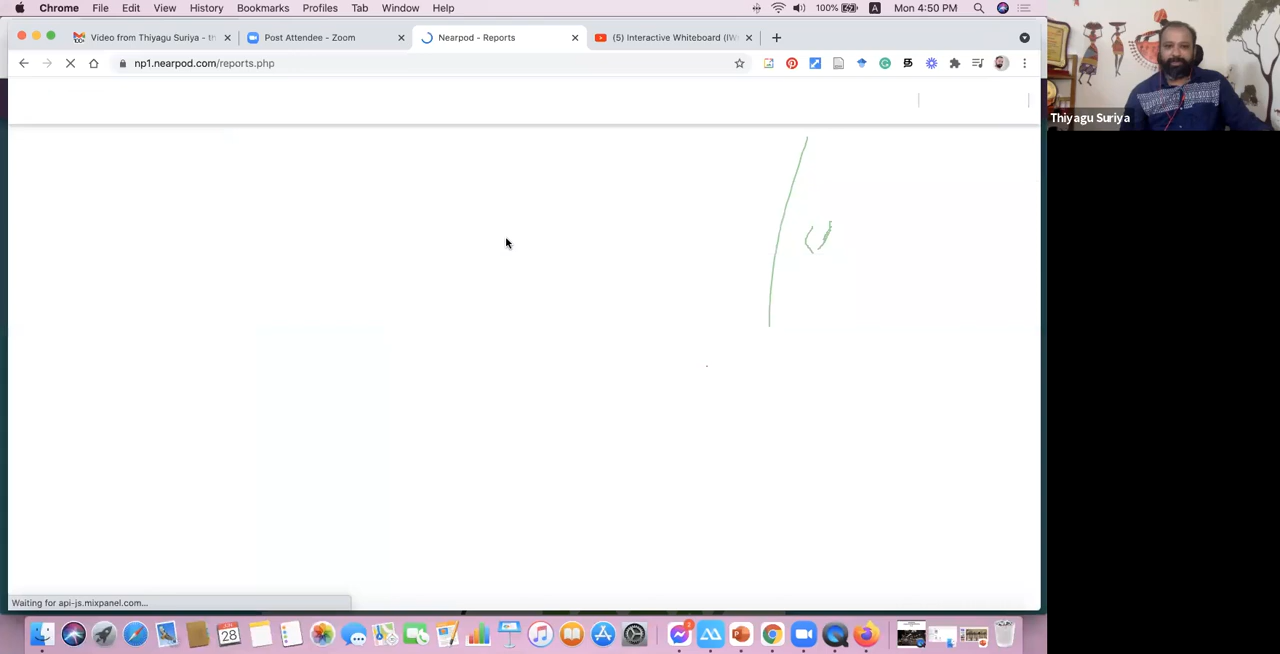 Chrome File Edit View History Bookmarks Profiles Tab Window Help 100% A Mon 4:50 PM
Video from Thiyagu Suriya - th Post Attendee - Zoom Nearpod - Reports (5) Interactive Whiteboard (IW
np1.nearpod.com/reports.php
Thiyagu Suriya
Waiting for api-js.mixpanel.com...
28
2